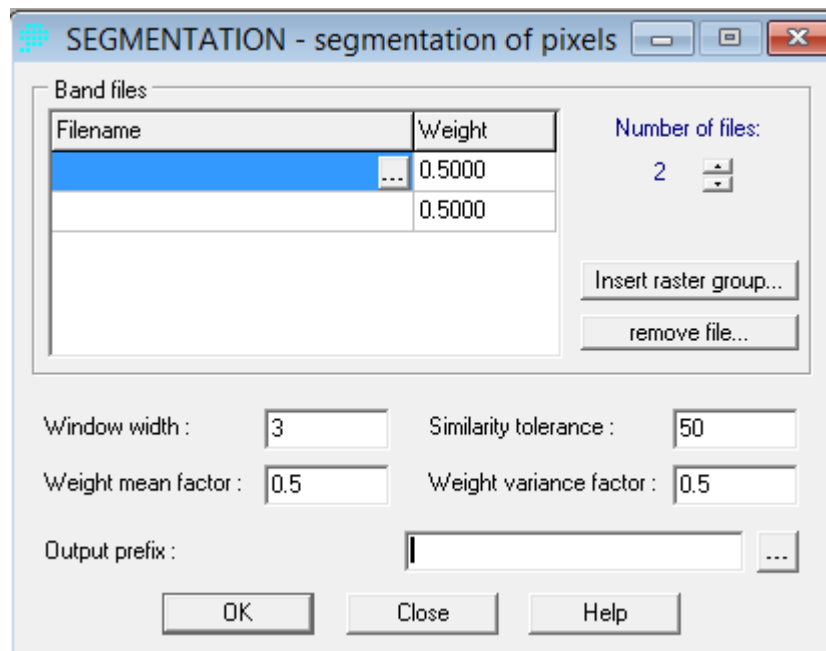 SEGMENTATION - segmentation of pixels
Band files
Filename Weight
... 0.5000
0.5000
Number of files:
2
Insert raster group...
remove file...
Window width : 3 Similarity tolerance : 50
Weight mean factor : 0.5 Weight variance factor : 0.5
Output prefix : ...
OK Close Help